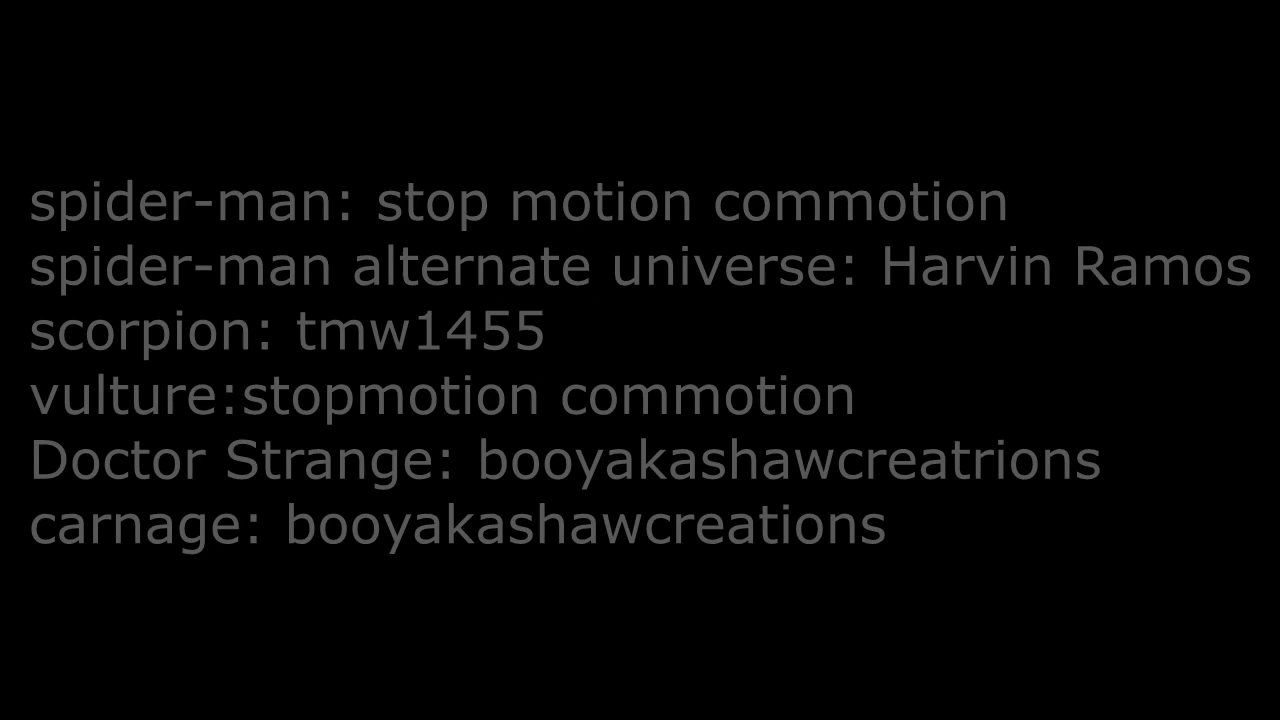 spider-man: stop motion commotion
spider-man alternate universe: Harvin Ramos
scorpion: tmw1455
vulture:stopmotion commotion
Doctor Strange: booyakashawcreatrions
carnage: booyakashawcreations